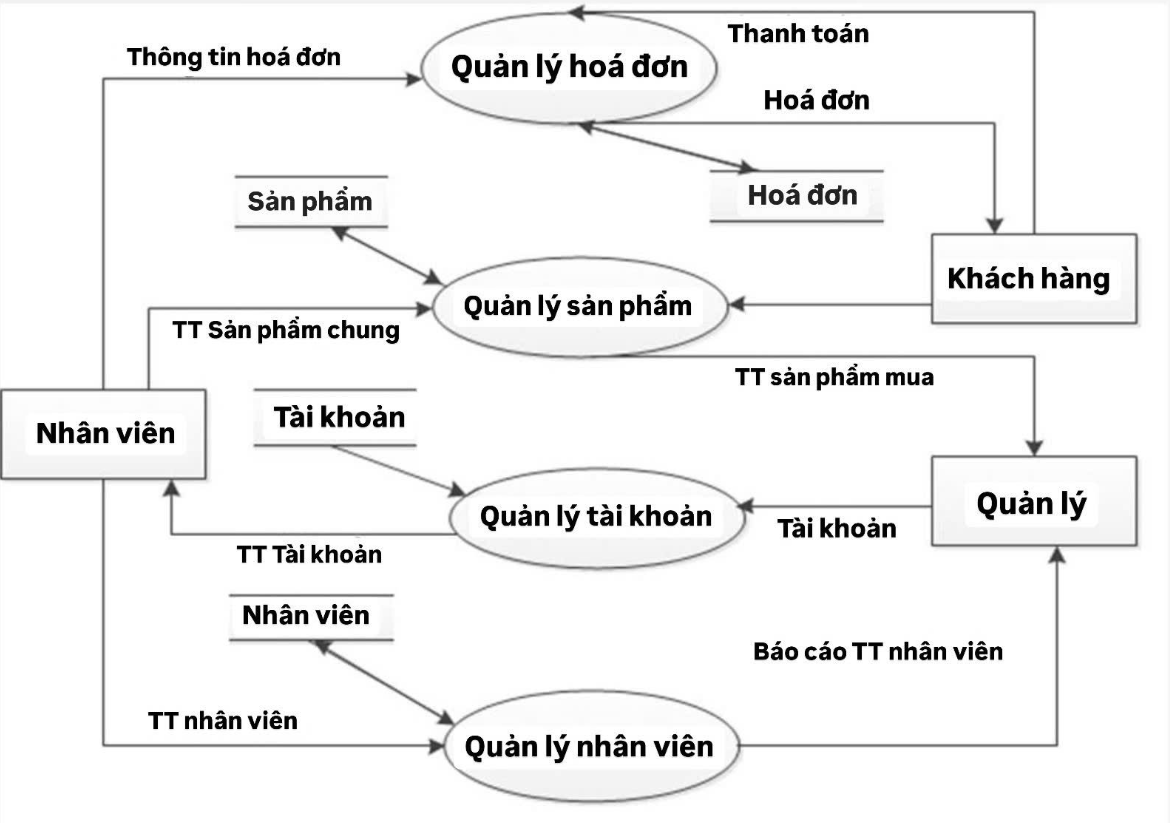 Thanh toán
Thông tin hoá đơn
Quản lý hoá đơn
Hoá đơn
Sản phẩm
Hoá đơn
Khách hàng
Quản lý sản phẩm
TT Sản phẩm chung
TT sản phẩm mua
Tài khoản
Nhân viên
Quản lý tài khoản
Quản lý
Tài khoản
TT Tài khoản
Nhân viên
Báo cáo TT nhân viên
TT nhân viên
Quản lý nhân viên